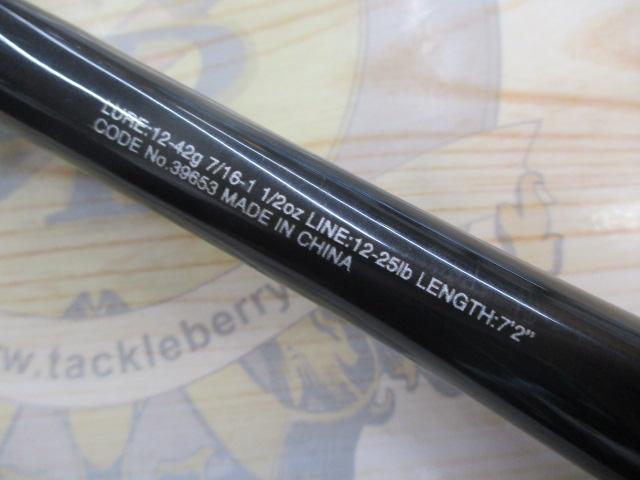 LURE:12-42g 7/16-1 1/2oz LINE:12-25lb LENGTH:7'2"
CODE No.39653 MADE IN CHINA
www.tackleberry